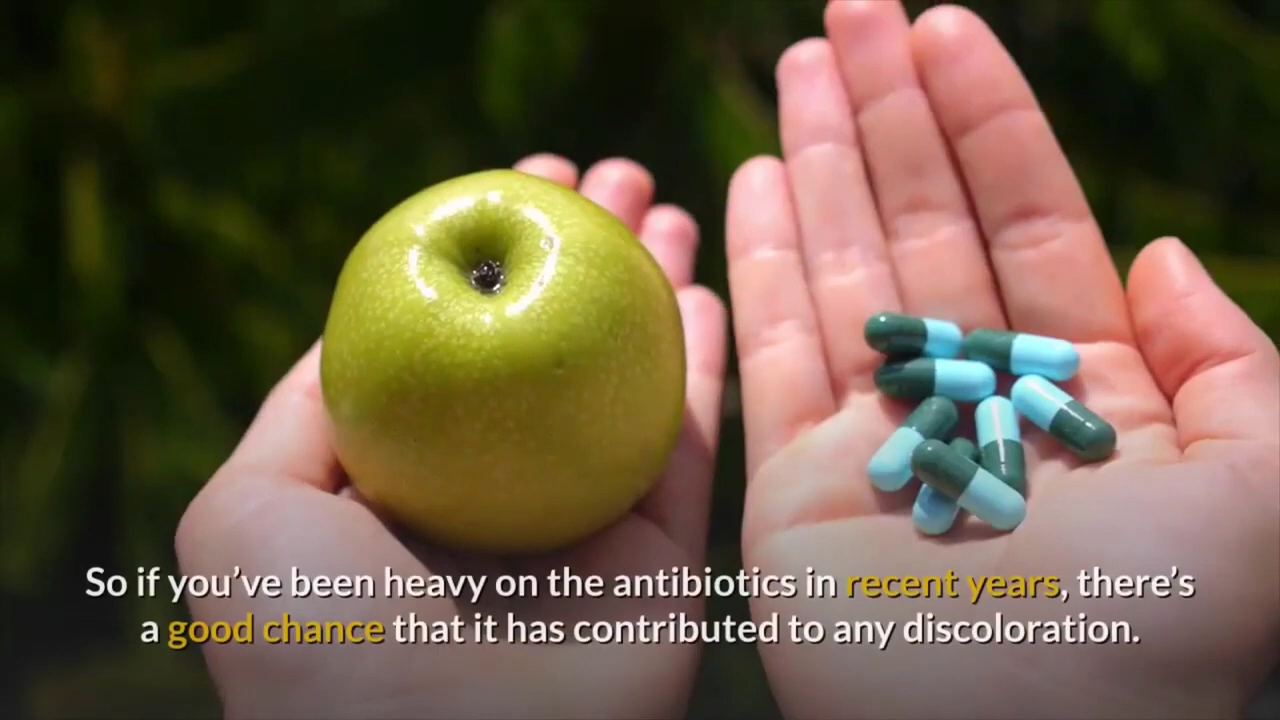 So if you’ve been heavy on the antibiotics in recent years, there’s
a good chance that it has contributed to any discoloration.